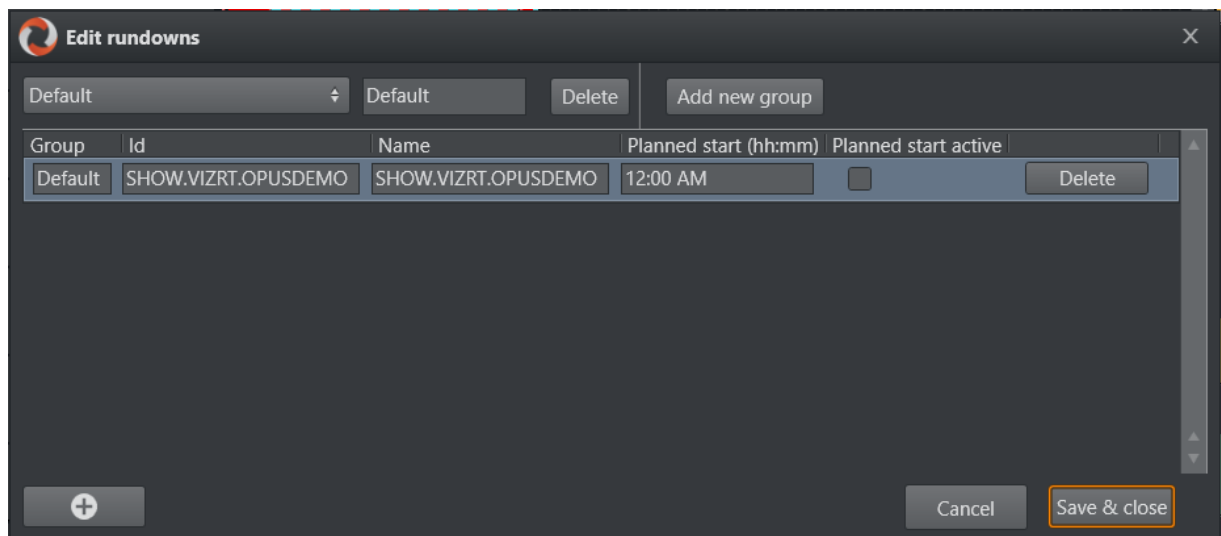 Edit rundowns
X
Default Default Delete Add new group
Group Id Name Planned start (hh:mm) Planned start active
Default SHOW.VIZRT.OPUSDEMO SHOW.VIZRT.OPUSDEMO 12:00 AM Delete
Cancel Save & close